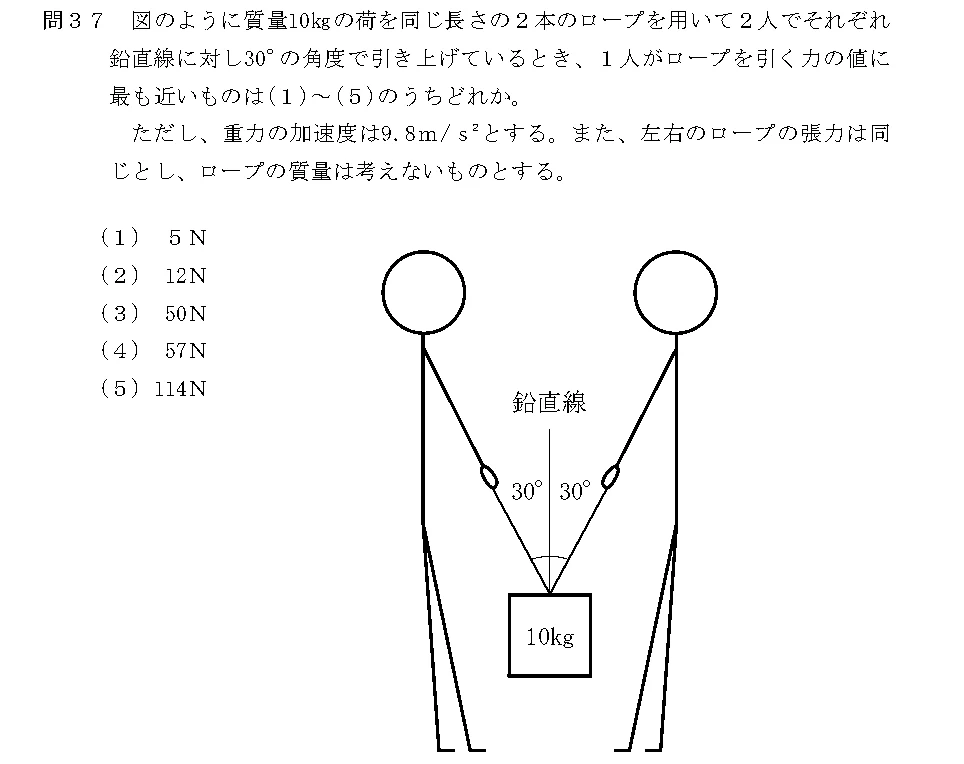 問３７　図のように質量10kgの荷を同じ長さの２本のロープを用いて２人でそれぞれ
鉛直線に対し30°の角度で引き上げているとき、１人がロープを引く力の値に
最も近いものは(１)～(５)のうちどれか。
ただし、重力の加速度は9.8ｍ/ｓ²とする。また、左右のロープの張力は同
じとし、ロープの質量は考えないものとする。
(１)　５Ｎ
(２)　12Ｎ
(３)　50Ｎ
(４)　57Ｎ
(５) 114Ｎ
鉛直線
30° 30°
10kg